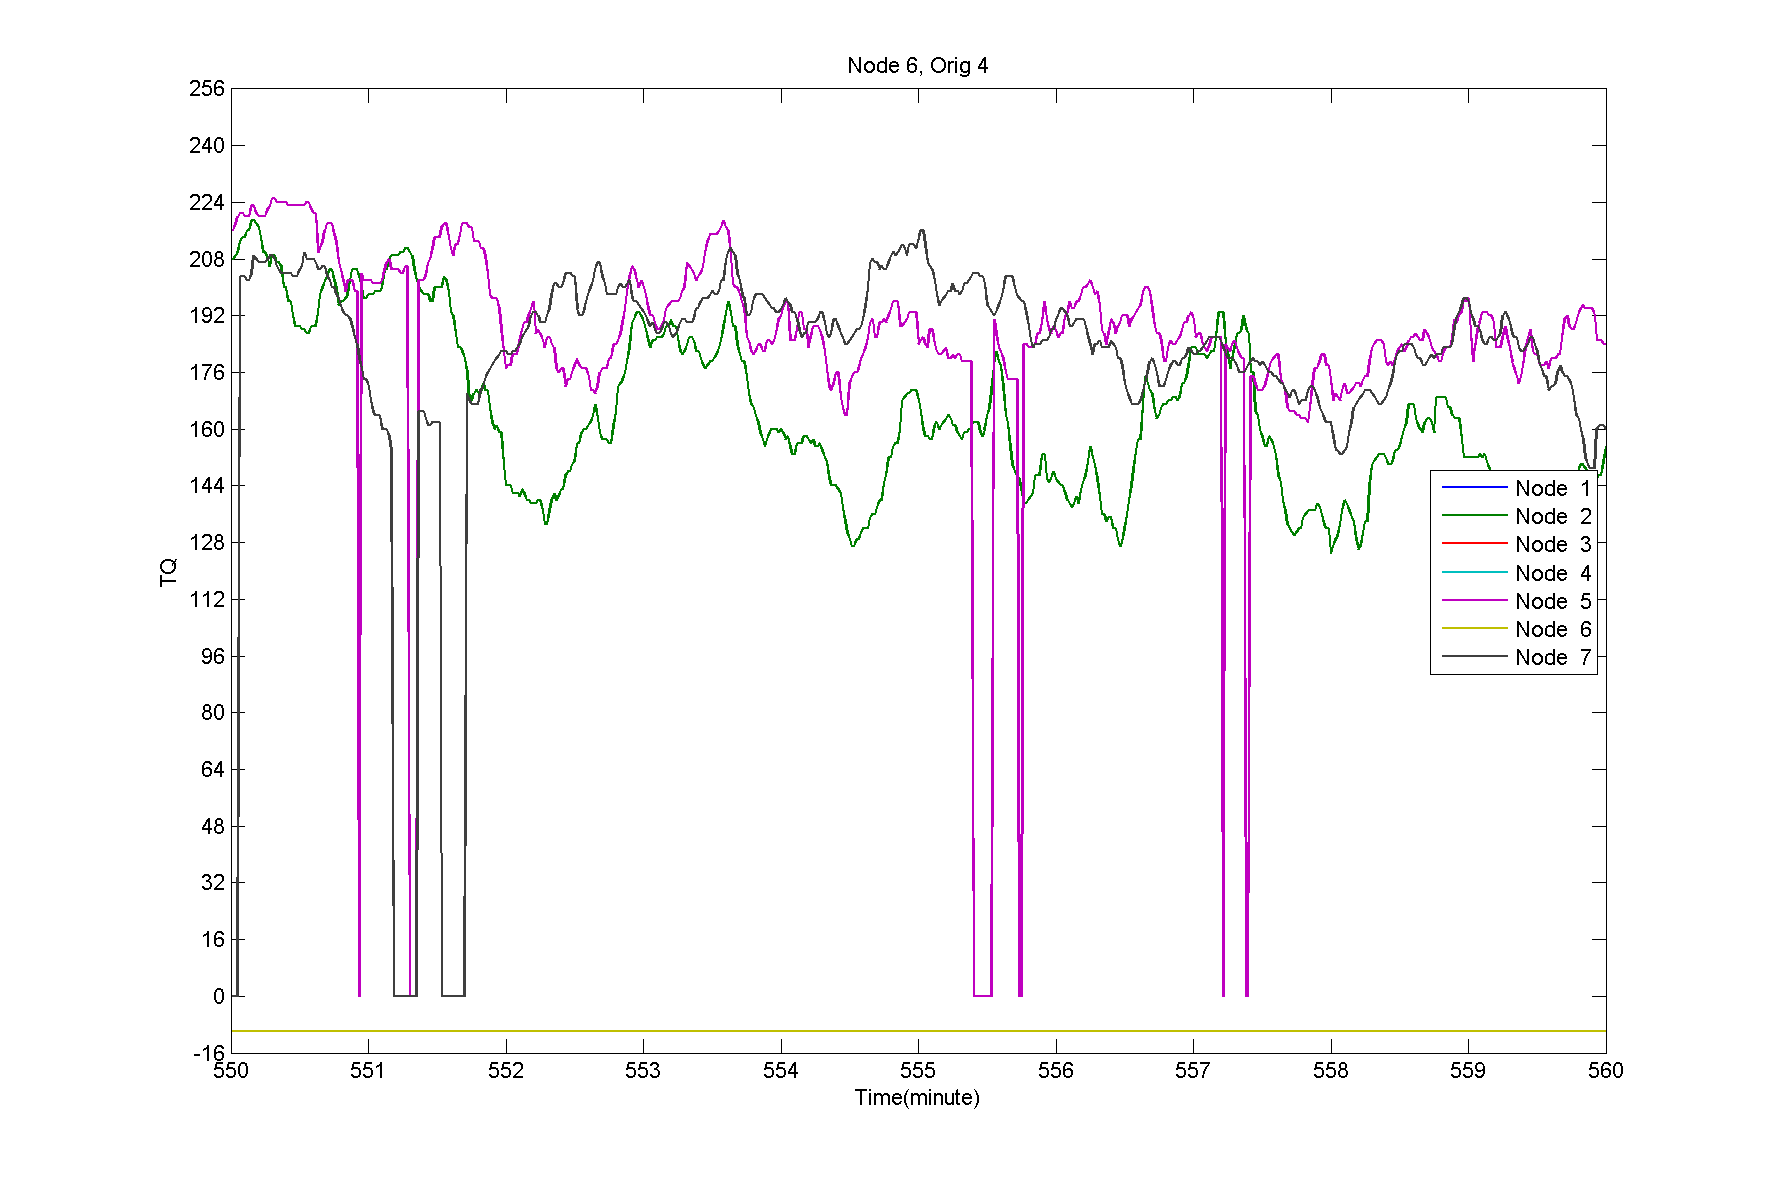 Node 6, Orig 4
256
240
224
208
192
176
160
144
128
112
96
80
64
48
32
16
0
-16
TQ
Node 1
Node 2
Node 3
Node 4
Node 5
Node 6
Node 7
550 551 552 553 554 555 556 557 558 559 560
Time(minute)